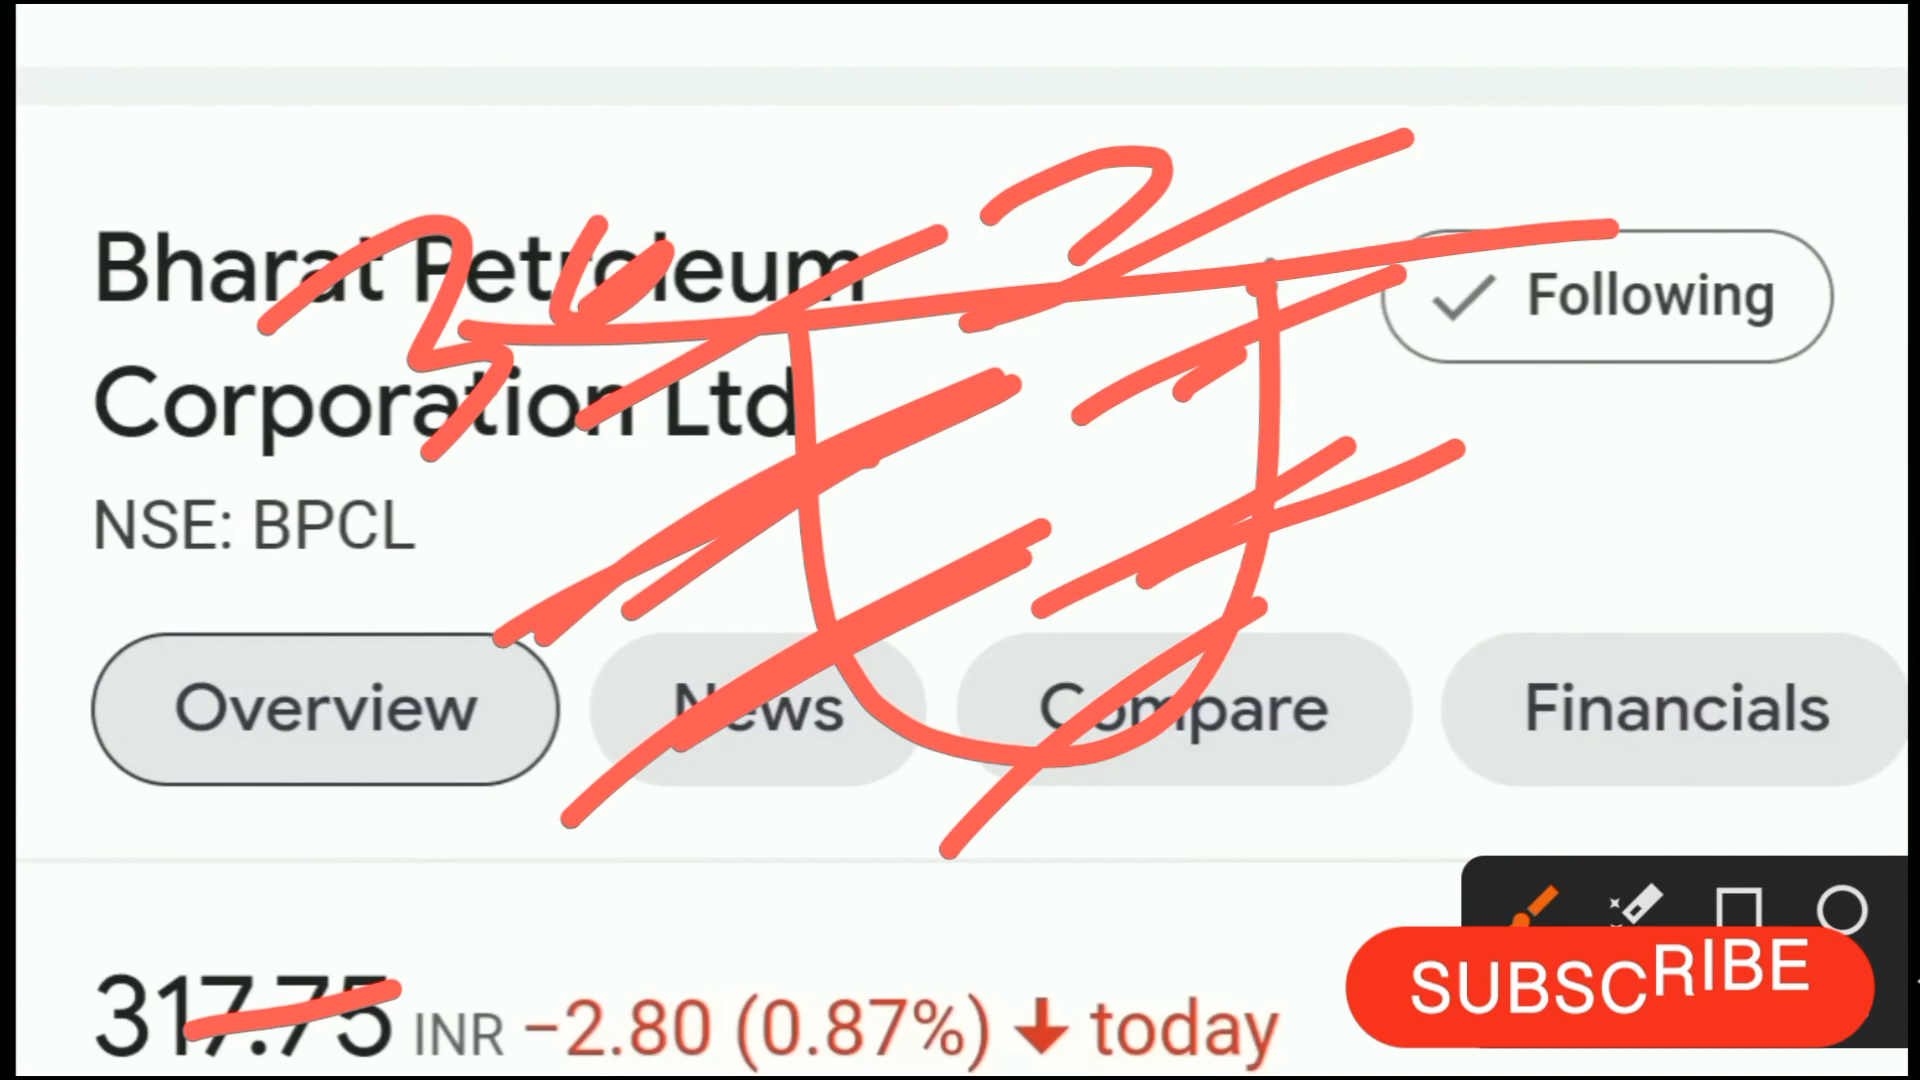 Bharat Petroleum
Corporation Ltd
Following
NSE: BPCL
Overview
News
Compare
Financials
317.75 INR −2.80 (0.87%) ↓ today
SUBSCRIBE